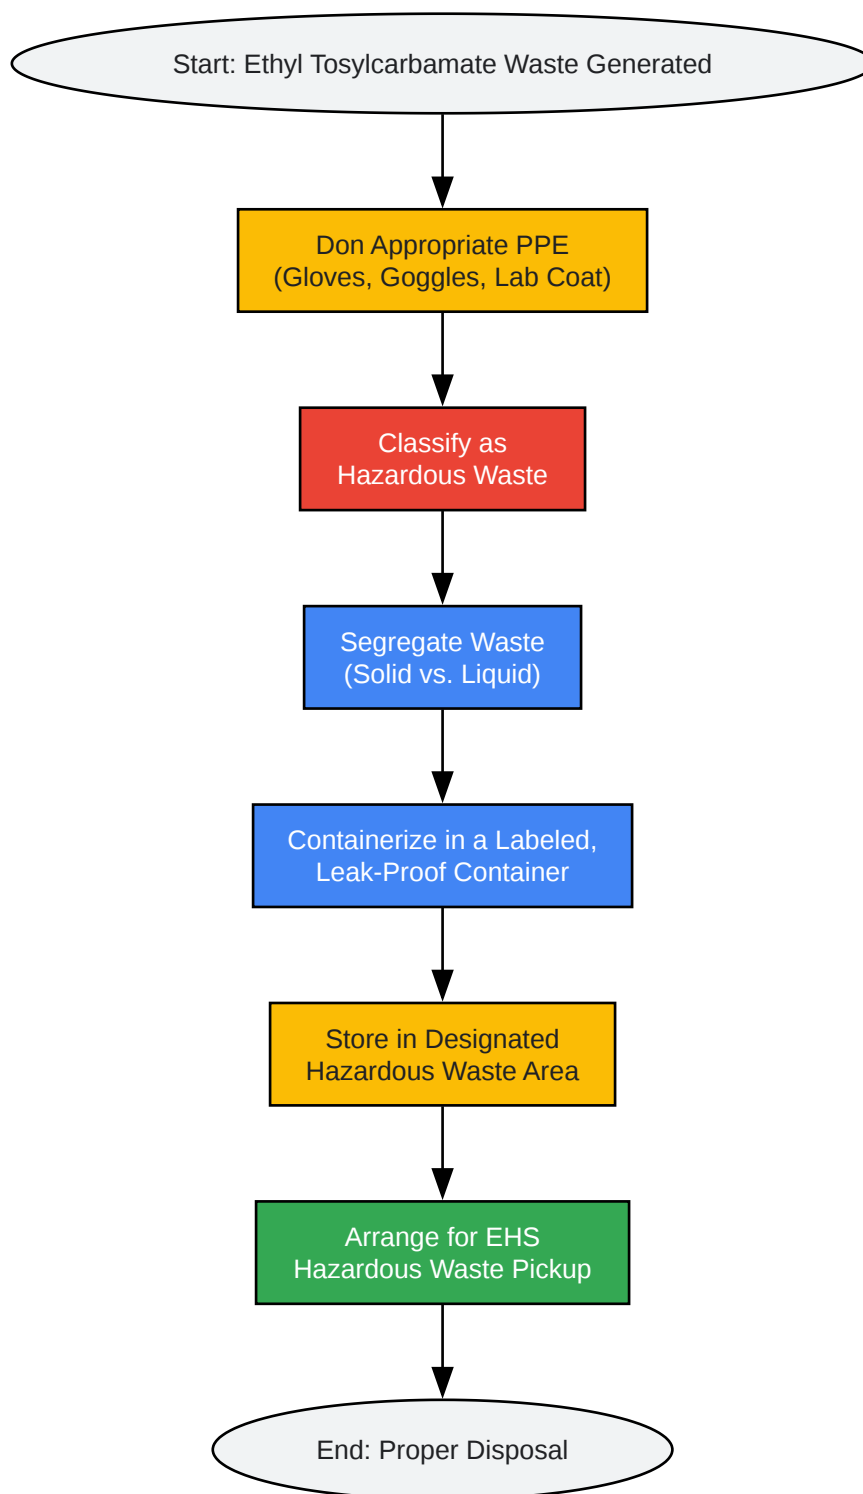 Start: Ethyl Tosylcarbamate Waste Generated
Don Appropriate PPE
(Gloves, Goggles, Lab Coat)
Classify as
Hazardous Waste
Segregate Waste
(Solid vs. Liquid)
Containerize in a Labeled,
Leak-Proof Container
Store in Designated
Hazardous Waste Area
Arrange for EHS
Hazardous Waste Pickup
End: Proper Disposal